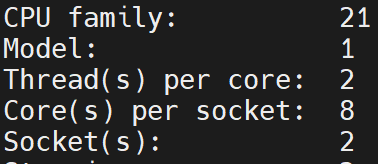 CPU family: 21
Model: 1
Thread(s) per core: 2
Core(s) per socket: 8
Socket(s): 2